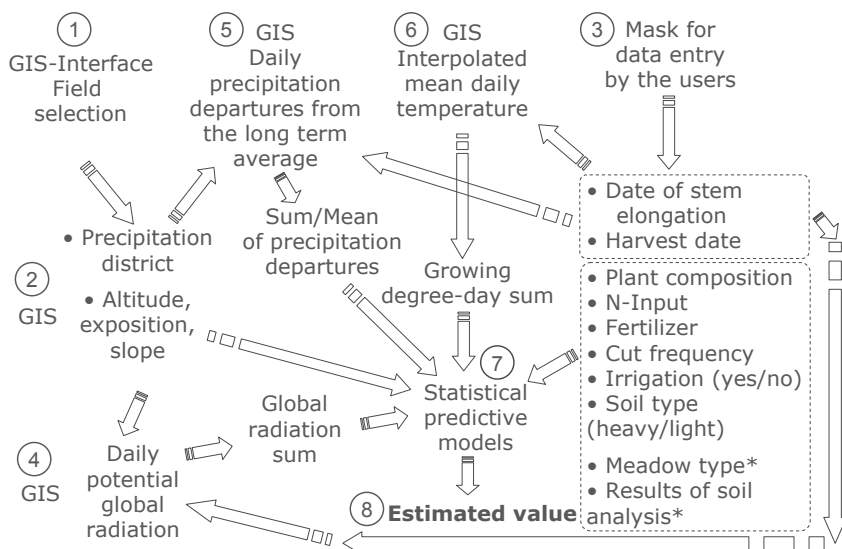 1
GIS-Interface
Field
selection
5 GIS
Daily
precipitation
departures from
the long term
average
6 GIS
Interpolated
mean daily
temperature
3 Mask for
data entry
by the users
• Date of stem
elongation
• Harvest date
• Precipitation
district
2
GIS
• Altitude,
exposition,
slope
Sum/Mean
of precipitation
departures
Growing
degree-day sum
• Plant composition
• N-Input
• Fertilizer
• Cut frequency
• Irrigation (yes/no)
• Soil type
(heavy/light)
• Meadow type*
• Results of soil
analysis*
7
Statistical
predictive
models
Global
radiation
sum
4
GIS
Daily
potential
global
radiation
8 Estimated value